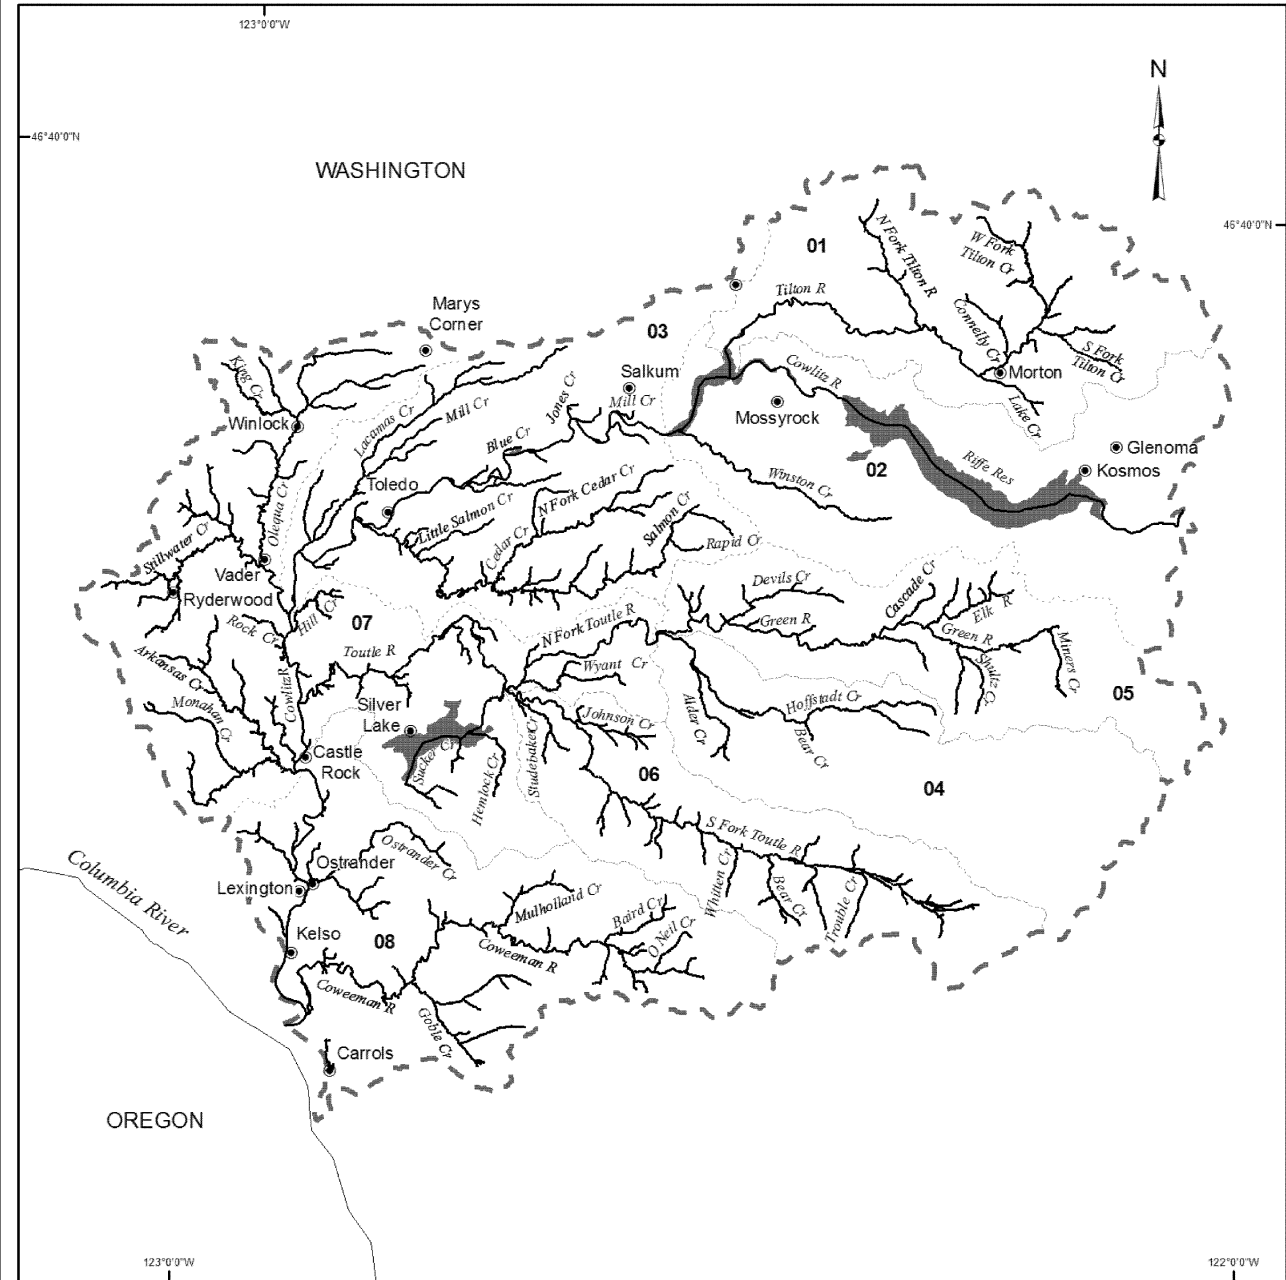 123°0'0"W
N
46°40'0"N
WASHINGTON
46°40'0"N
01
N Fork Tilton R
W Fork
Tilton Cr
Tilton R
Marys
Corner
03
Connelly Cr
S Fork
Tilton Cr
King Cr
Salkum
Cowlitz R
Morton
Jones Cr
Mill Cr
Lake Cr
Winlock
Lacamas Cr
Mill Cr
Mossyrock
Blue Cr
Glenoma
02
Riffe Res
Kosmos
Toledo
Winston Cr
N Fork Cedar Cr
Olequa Cr
Little Salmon Cr
Salmon Cr
Stillwater Cr
Cedar Cr
Rapid Cr
Vader
Devils Cr
Cascade Cr
Ryderwood
Hill Cr
Elk R
Rock Cr
07
N Fork Toutle R
Green R
Green R
Toutle R
Miners Cr
Arkansas Cr
Wyant Cr
Shultz Cr
Cowlitz R
05
Monahan Cr
Silver
Lake
Johnson Cr
Alder Cr
Hoffstadt Cr
Bear Cr
Castle
Rock
Sucker Cr
Studebaker Cr
Hemlock Cr
06
04
S Fork Toutle R
Columbia River
Ostrander
Ostrander Cr
Lexington
Whitten Cr
Bear Cr
Trouble Cr
Mulholland Cr
Baird Cr
O Neil Cr
Kelso
08
Coweeman R
Coweeman R
Goble Cr
Carrols
OREGON
123°0'0"W
122°0'0"W